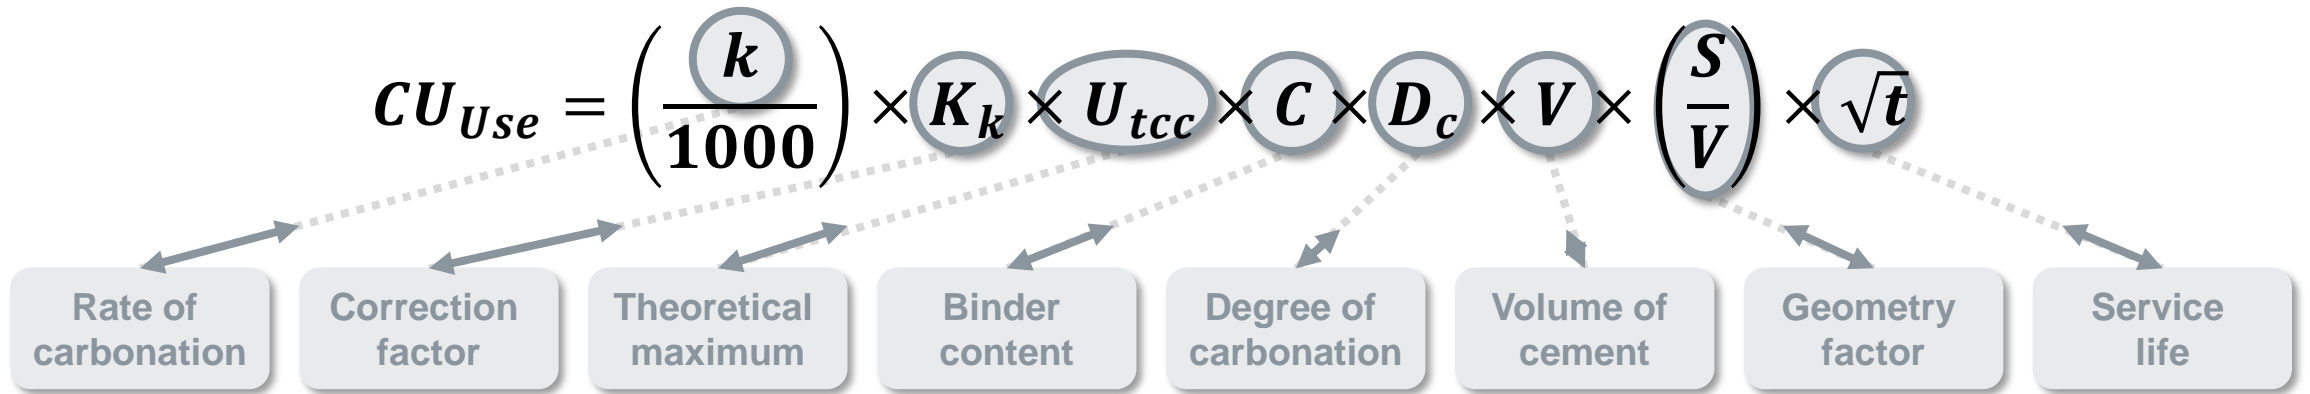 CU_Use = (k/1000) × K_k × U_tcc × C × D_c × V × (S/V) × √t
Rate of
carbonation
Correction
factor
Theoretical
maximum
Binder
content
Degree of
carbonation
Volume of
cement
Geometry
factor
Service
life